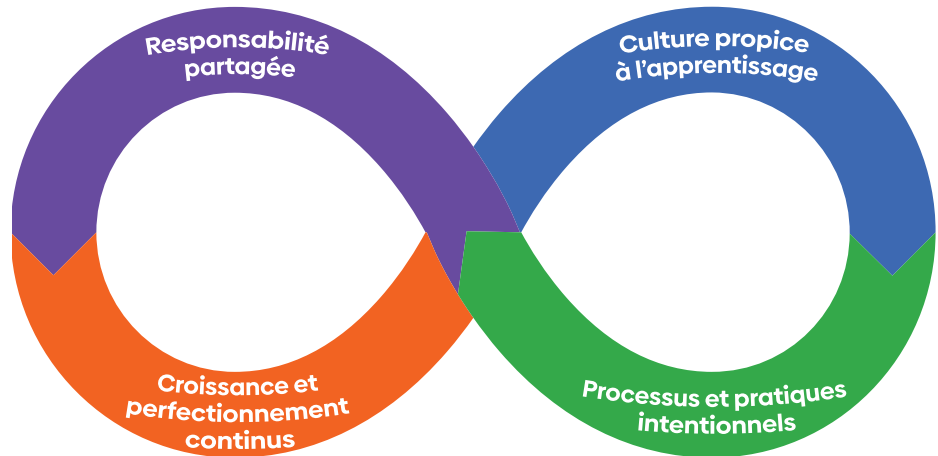 Responsabilité
partagée
Culture propice
à l'apprentissage
Croissance et
perfectionnement
continus
Processus et pratiques
intentionnels